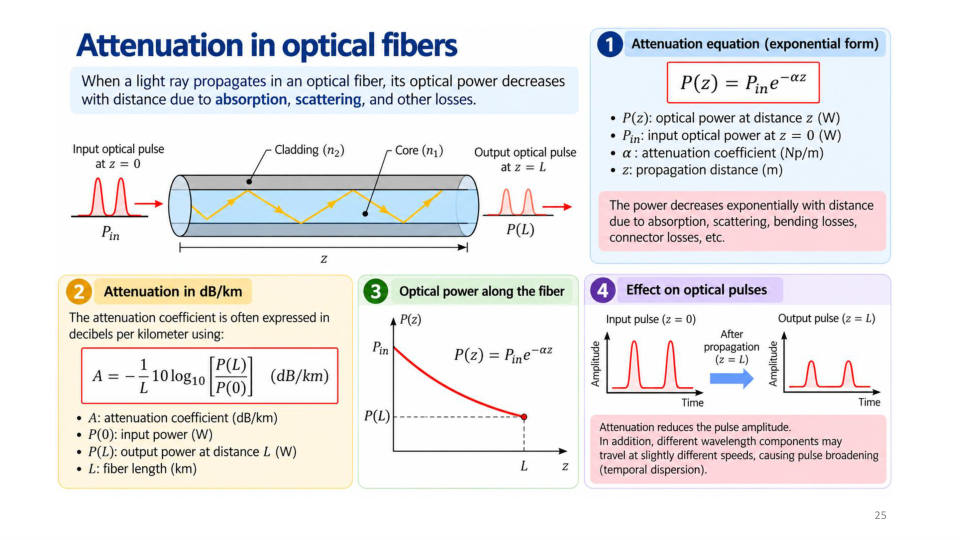 Attenuation in optical fibers
When a light ray propagates in an optical fiber, its optical power decreases
with distance due to absorption, scattering, and other losses.
Input optical pulse
at z = 0
P_in
Cladding (n₂)
Core (n₁)
Output optical pulse
at z = L
P(L)
z
1 Attenuation equation (exponential form)
P(z) = P_in e^{−αz}
• P(z): optical power at distance z (W)
• P_in: input optical power at z = 0 (W)
• α : attenuation coefficient (Np/m)
• z: propagation distance (m)
The power decreases exponentially with distance
due to absorption, scattering, bending losses,
connector losses, etc.
2 Attenuation in dB/km
The attenuation coefficient is often expressed in
decibels per kilometer using:
A = − 1/L 10 log₁₀ [P(L)/P(0)] (dB/km)
• A: attenuation coefficient (dB/km)
• P(0): input power (W)
• P(L): output power at distance L (W)
• L: fiber length (km)
3 Optical power along the fiber
P(z)
P_in
P(z) = P_in e^{−αz}
P(L)
L
z
4 Effect on optical pulses
Input pulse (z = 0)
Amplitude
Time
After
propagation
(z = L)
Output pulse (z = L)
Amplitude
Time
Attenuation reduces the pulse amplitude.
In addition, different wavelength components may
travel at slightly different speeds, causing pulse broadening
(temporal dispersion).
25